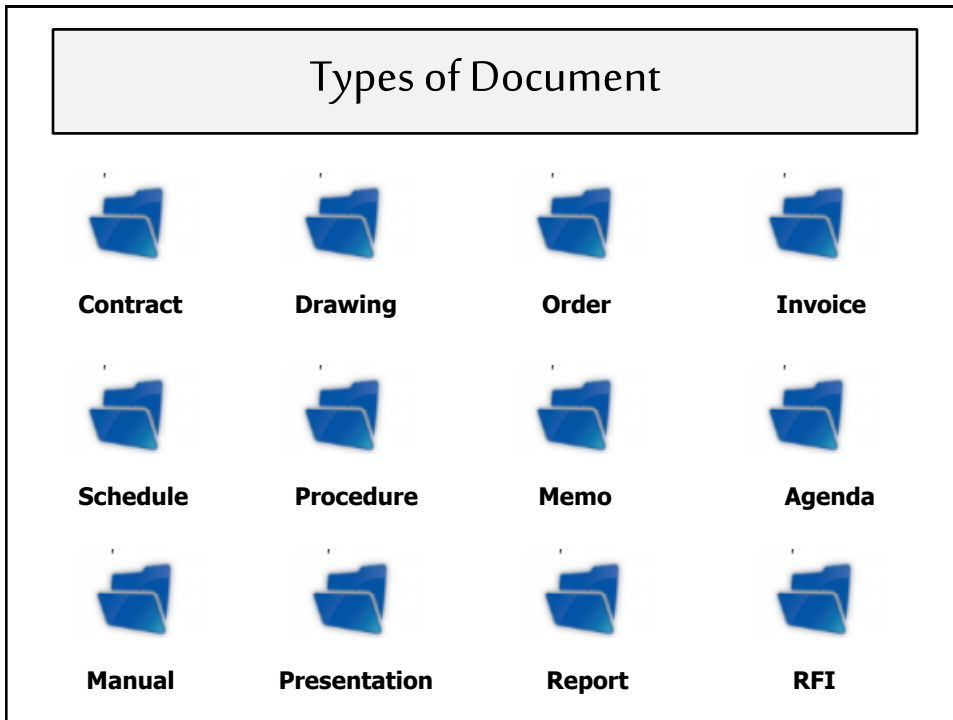 Types of Document
Contract Drawing Order Invoice
Schedule Procedure Memo Agenda
Manual Presentation Report RFI